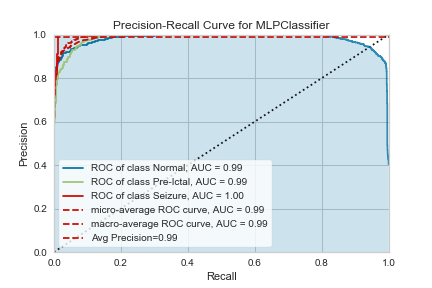 Precision-Recall Curve for MLPClassifier
1.0
0.8
0.6
0.4
0.2
0.0
Precision
ROC of class Normal, AUC = 0.99
ROC of class Pre-Ictal, AUC = 0.99
ROC of class Seizure, AUC = 1.00
micro-average ROC curve, AUC = 0.99
macro-average ROC curve, AUC = 0.99
Avg Precision=0.99
0.0 0.2 0.4 0.6 0.8 1.0
Recall